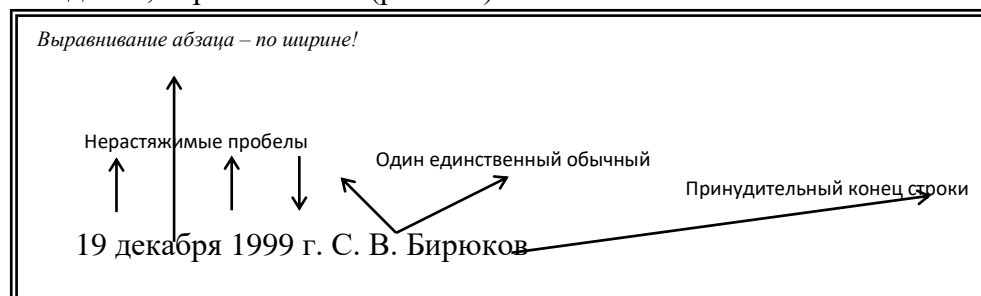 Выравнивание абзаца – по ширине!
Нерастяжимые пробелы
Один единственный обычный
Принудительный конец строки
19 декабря 1999 г. С. В. Бирюков